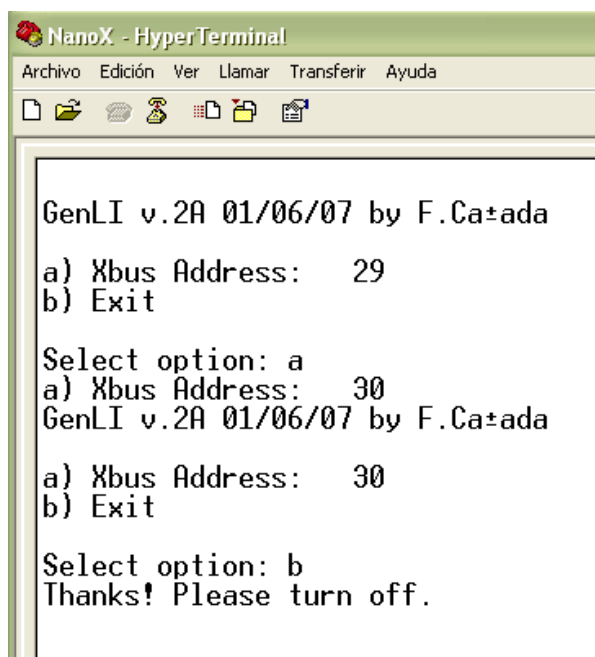 NanoX - HyperTerminal
Archivo Edición Ver Llamar Transferir Ayuda
GenLI v.2A 01/06/07 by F.Ca±ada
a) Xbus Address: 29
b) Exit
Select option: a
a) Xbus Address: 30
GenLI v.2A 01/06/07 by F.Ca±ada
a) Xbus Address: 30
b) Exit
Select option: b
Thanks! Please turn off.